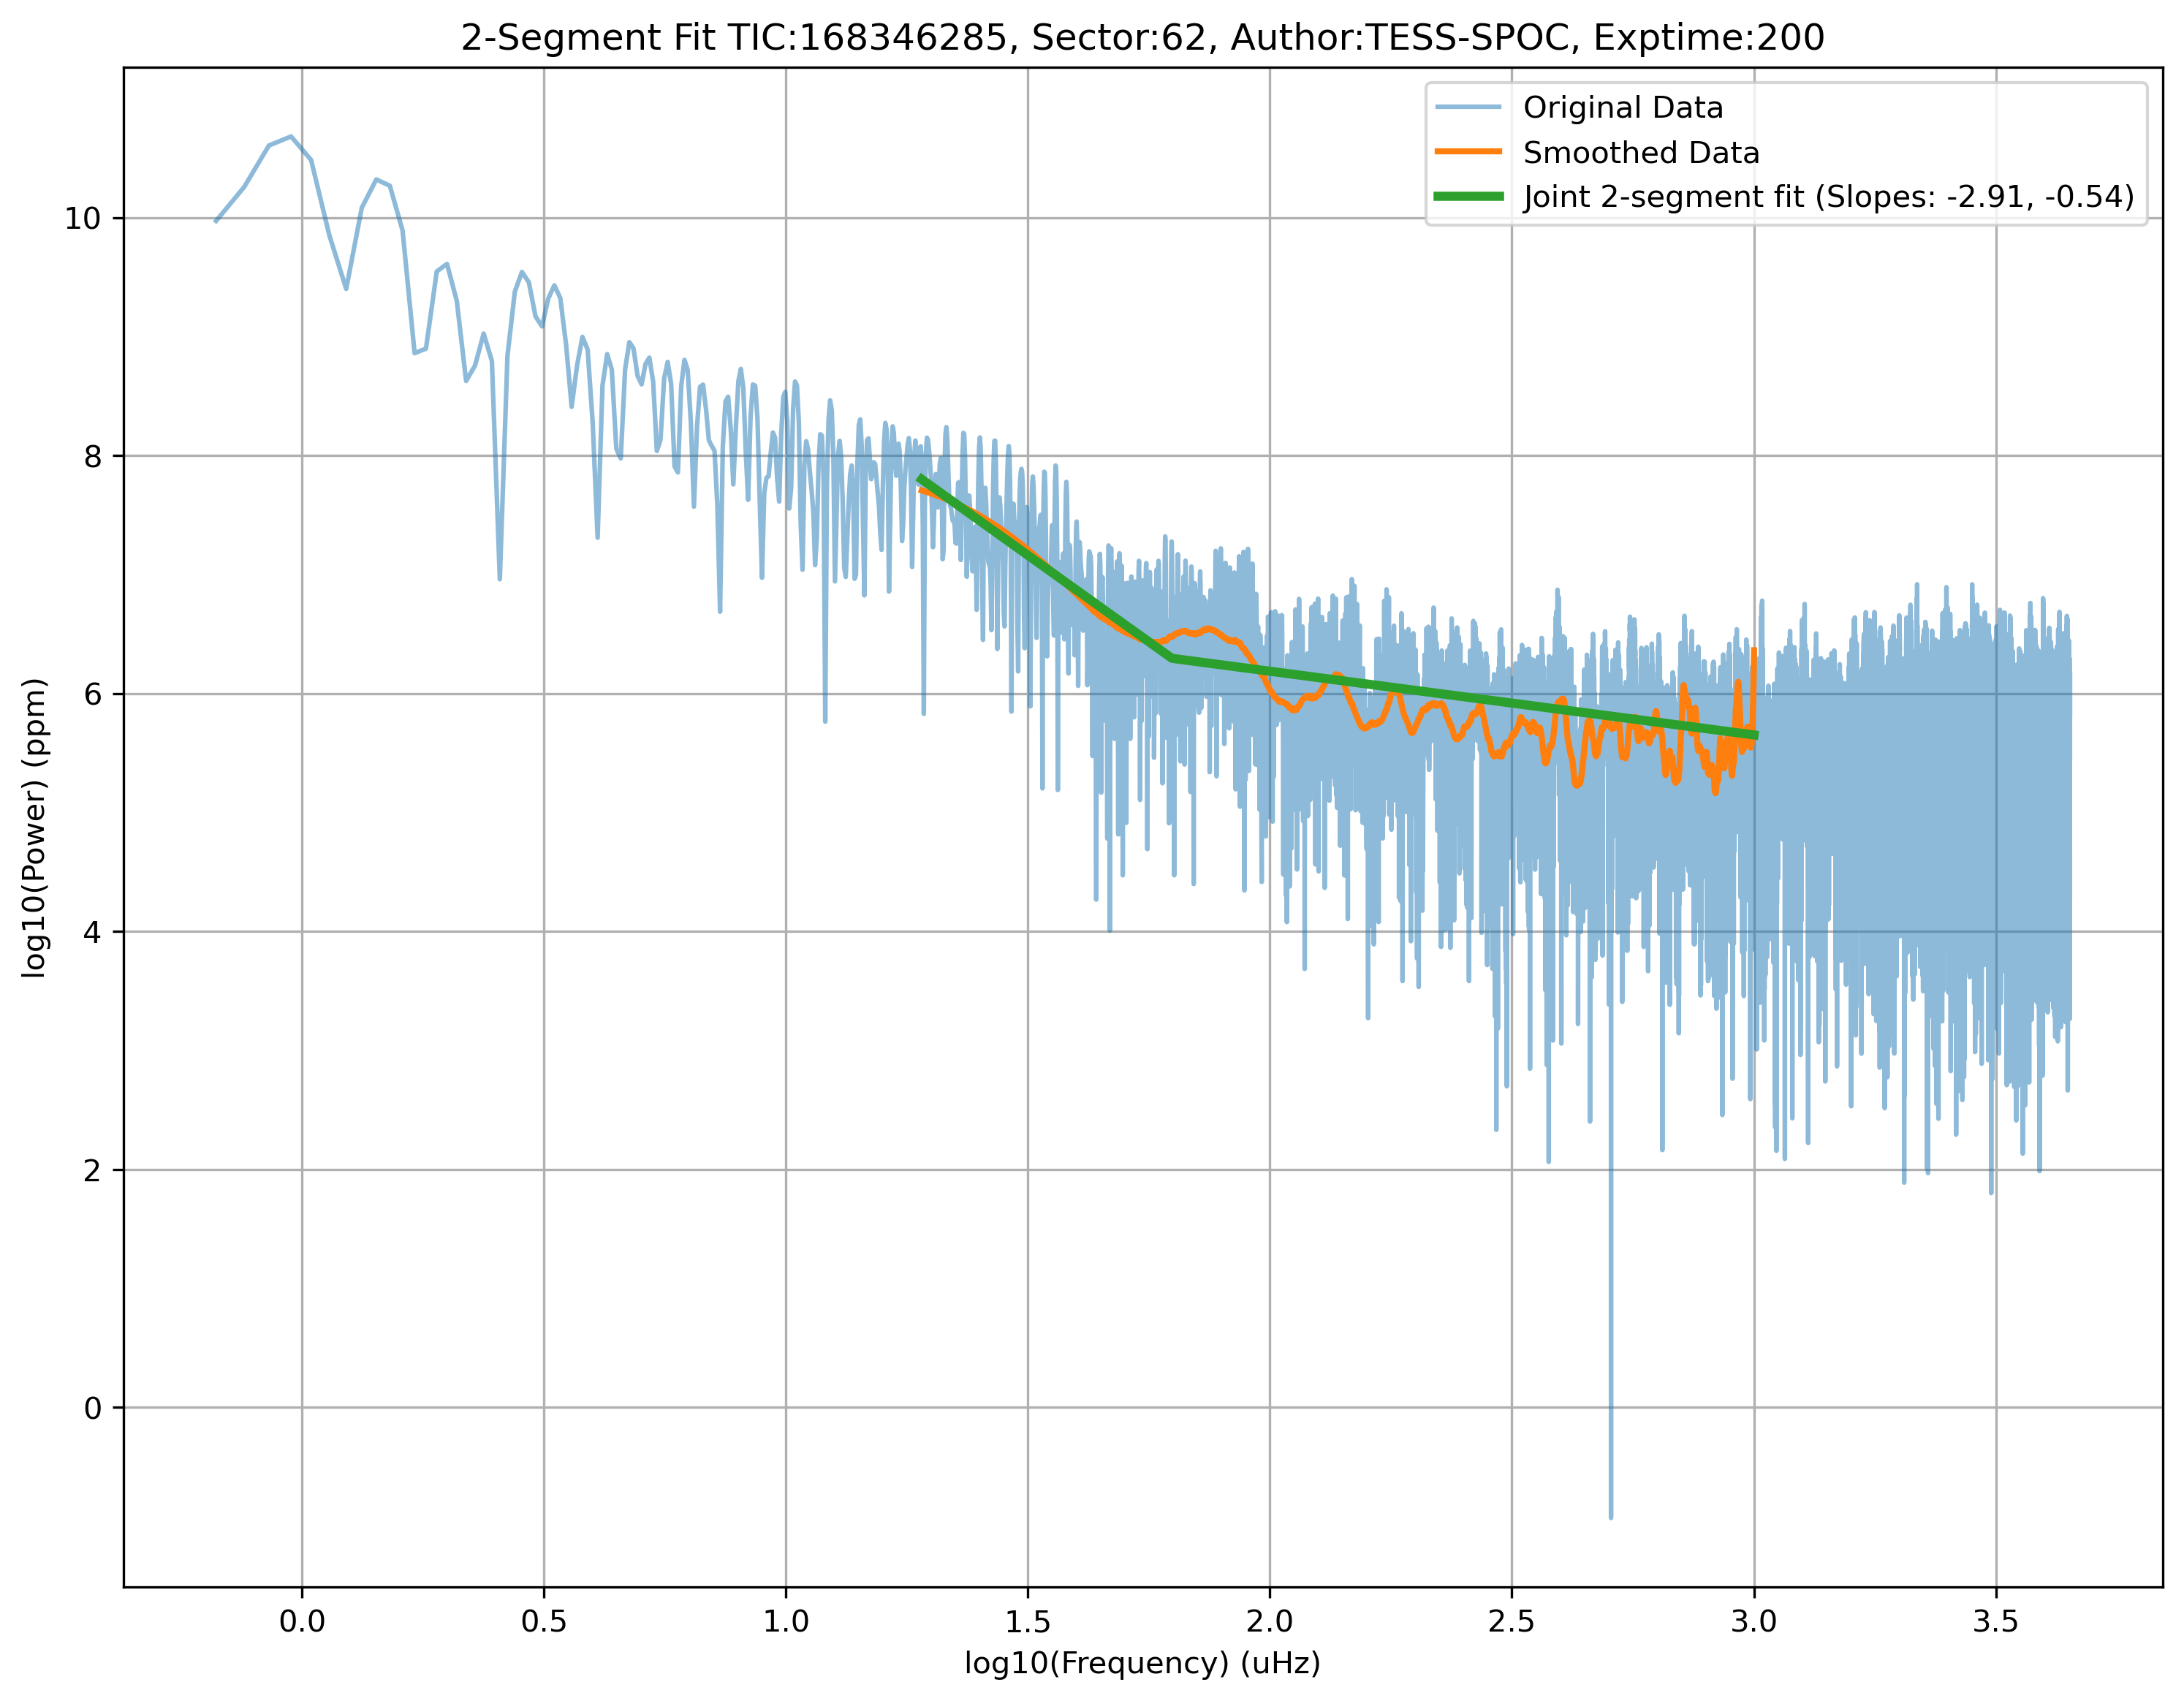 2-Segment Fit TIC:168346285, Sector:62, Author:TESS-SPOC, Exptime:200
Original Data
Smoothed Data
Joint 2-segment fit (Slopes: -2.91, -0.54)
log10(Power) (ppm)
10
8
6
4
2
0
0.0 0.5 1.0 1.5 2.0 2.5 3.0 3.5
log10(Frequency) (uHz)